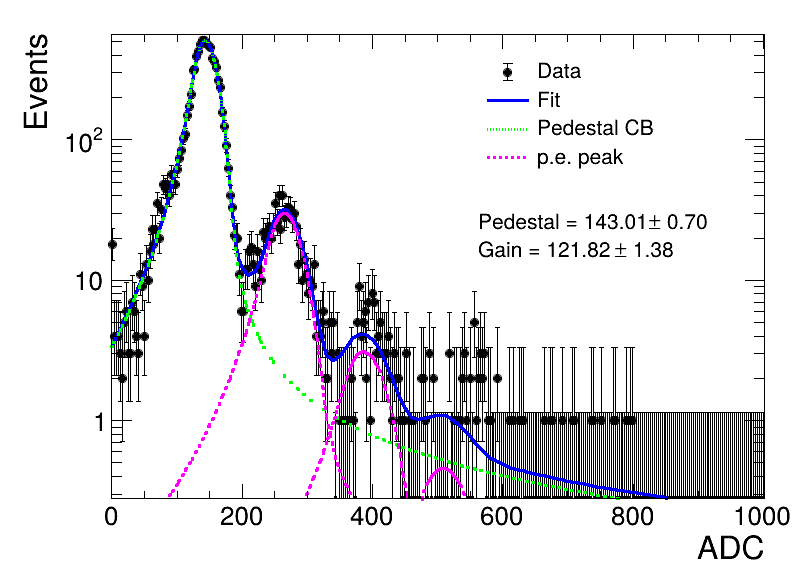 Events
10²
10
1
Data
Fit
Pedestal CB
p.e. peak
Pedestal = 143.01± 0.70
Gain = 121.82 ± 1.38
0 200 400 600 800 1000
ADC